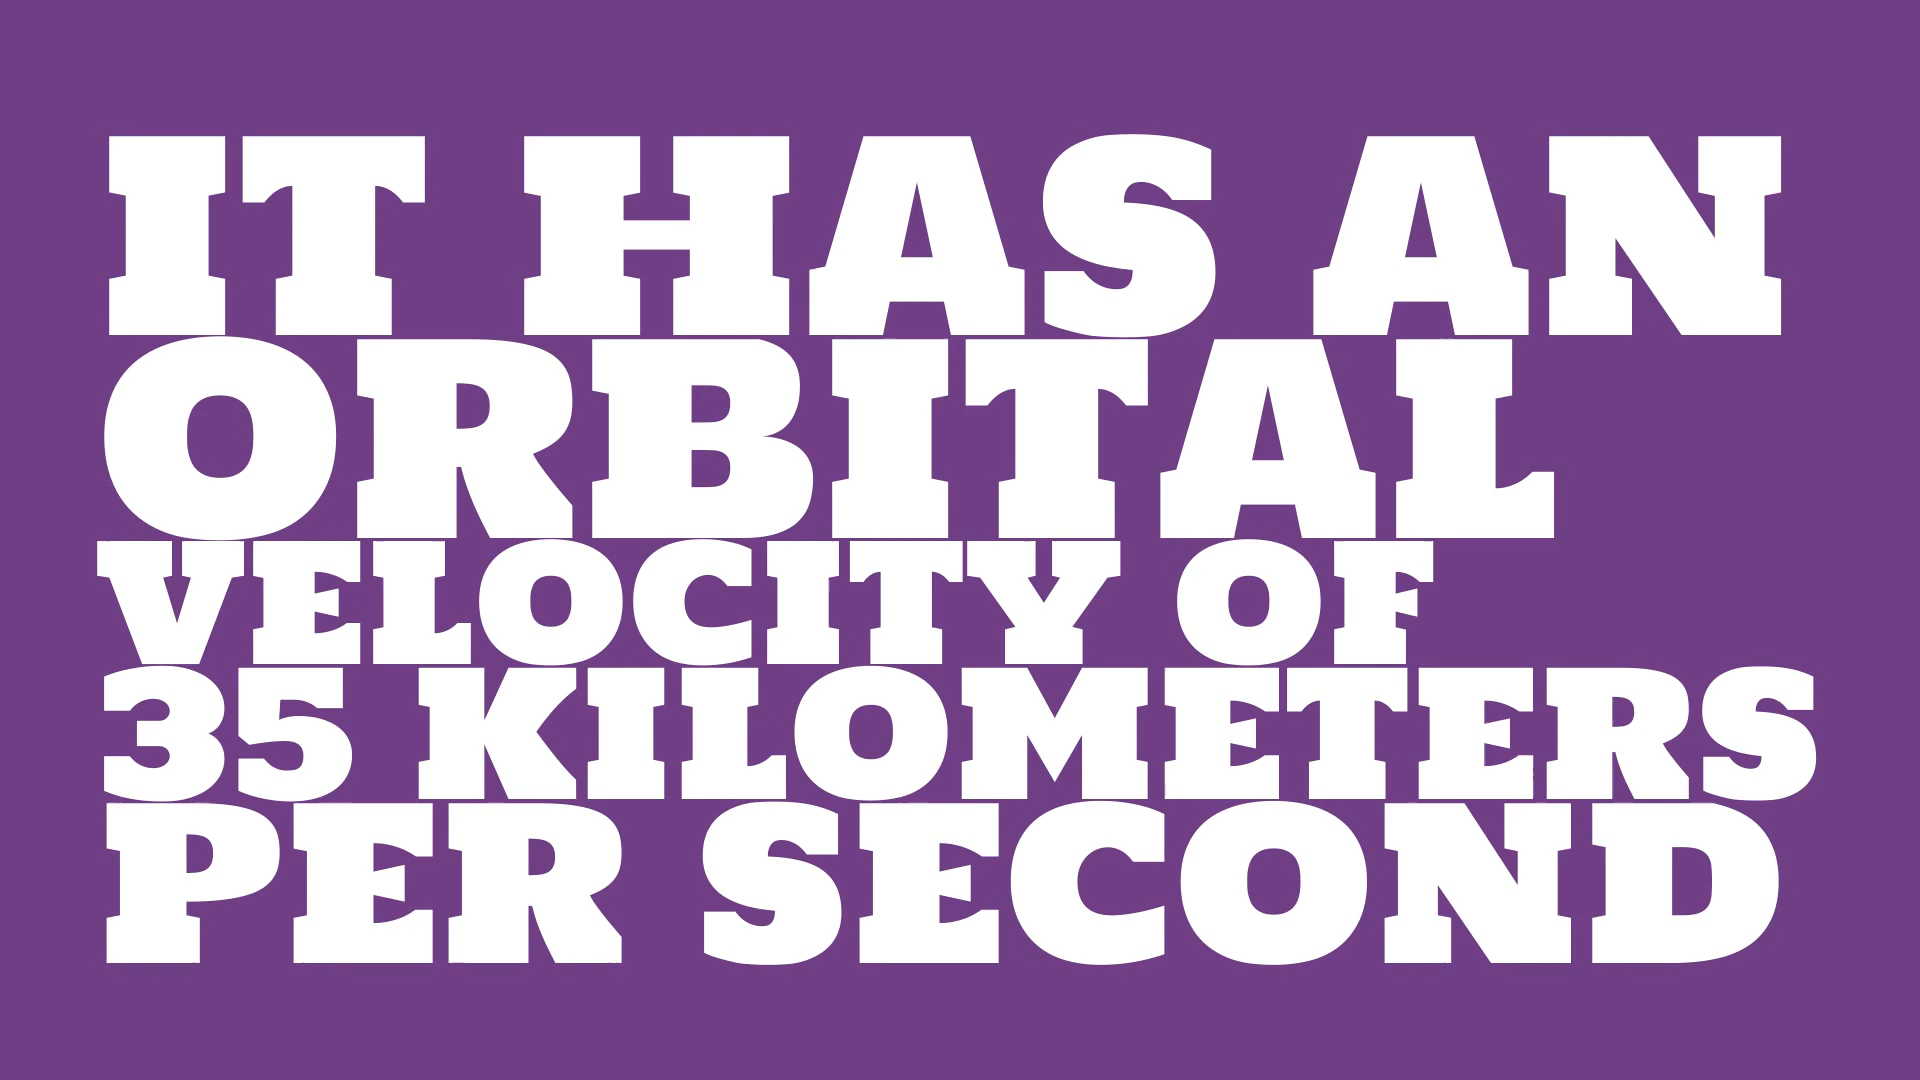 IT HAS AN
ORBITAL
VELOCITY OF
35 KILOMETERS
PER SECOND